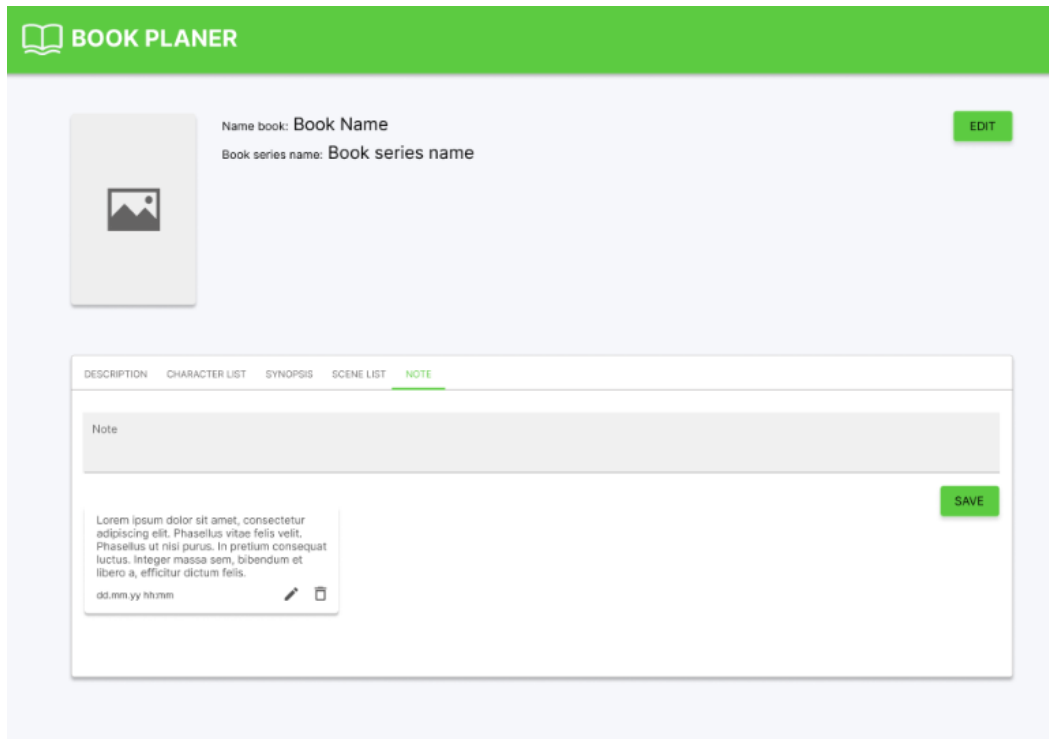 BOOK PLANER
Name book: Book Name
EDIT
Book series name: Book series name
DESCRIPTION CHARACTER LIST SYNOPSIS SCENE LIST NOTE
Note
SAVE
Lorem ipsum dolor sit amet, consectetur
adipiscing elit. Phasellus vitae felis velit.
Phasellus ut nisi purus. In pretium consequat
luctus. Integer massa sem, bibendum et
libero a, efficitur dictum felis.
dd.mm.yy hh:mm